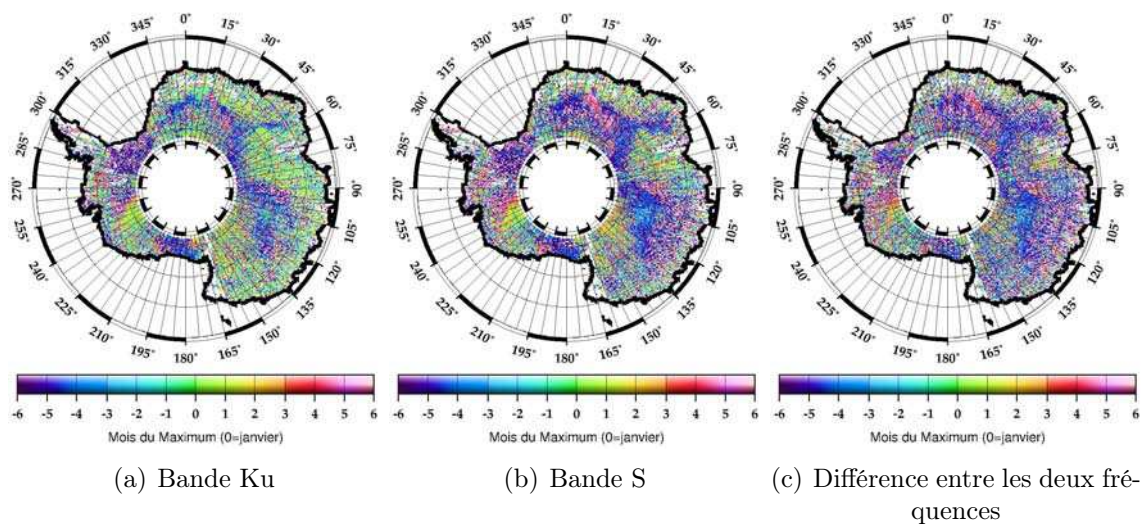 0° 15° 30° 45° 60° 75° 90° 105° 120° 135° 150° 165° 180° 195° 210° 225° 240° 255° 270° 285° 300° 315° 330° 345°
0° 15° 30° 45° 60° 75° 90° 105° 120° 135° 150° 165° 180° 195° 210° 225° 240° 255° 270° 285° 300° 315° 330° 345°
0° 15° 30° 45° 60° 75° 90° 105° 120° 135° 150° 165° 180° 195° 210° 225° 240° 255° 270° 285° 300° 315° 330° 345°
-6 -5 -4 -3 -2 -1 0 1 2 3 4 5 6
-6 -5 -4 -3 -2 -1 0 1 2 3 4 5 6
-6 -5 -4 -3 -2 -1 0 1 2 3 4 5 6
Mois du Maximum (0=janvier)
Mois du Maximum (0=janvier)
Mois du Maximum (0=janvier)
(a) Bande Ku
(b) Bande S
(c) Différence entre les deux fré-
quences